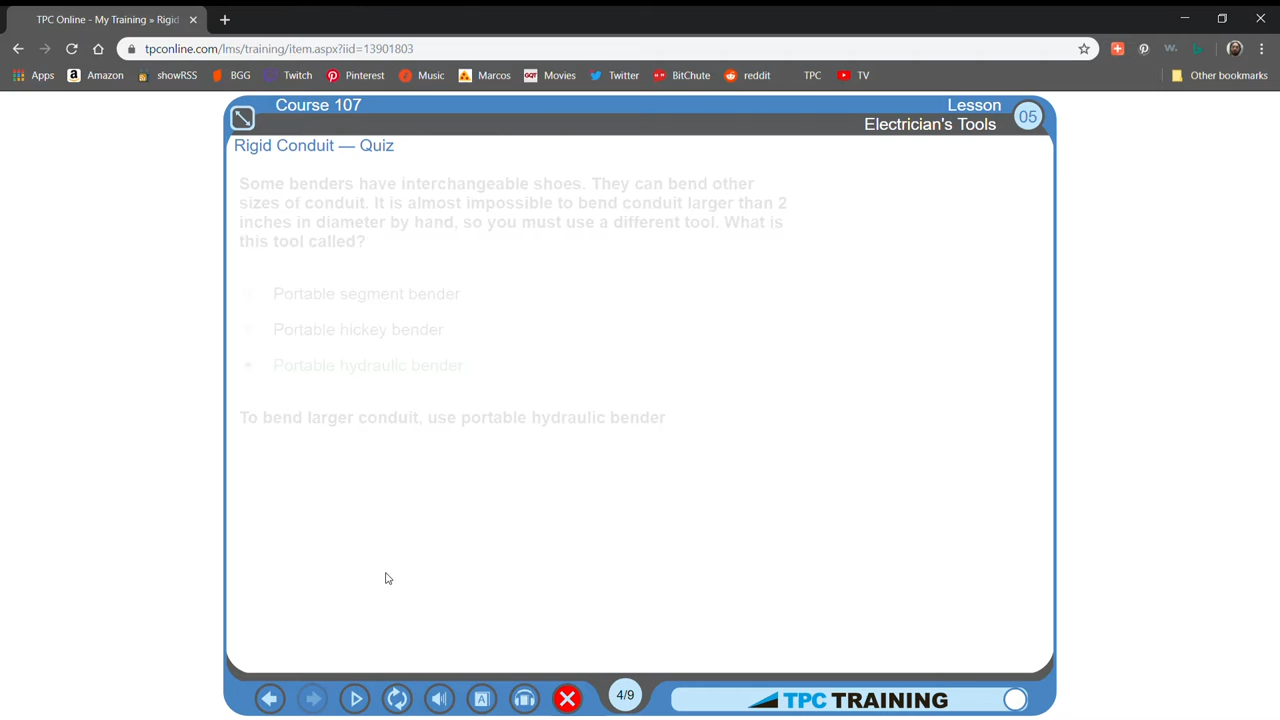 TPC Online - My Training » Rigid
tpconline.com/lms/training/item.aspx?iid=13901803
Apps Amazon showRSS BGG Twitch Pinterest Music Marcos GQT Movies Twitter BitChute reddit TPC TV Other bookmarks
Course 107
Lesson
Electrician's Tools
05
Rigid Conduit — Quiz
Some benders have interchangeable shoes. They can bend other
sizes of conduit. It is almost impossible to bend conduit larger than 2
inches in diameter by hand, so you must use a different tool. What is
this tool called?
Portable segment bender
Portable hickey bender
Portable hydraulic bender
To bend larger conduit, use portable hydraulic bender
A
4/9
TPC TRAINING